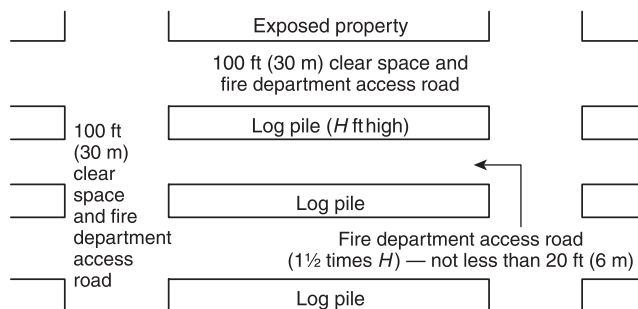 Exposed property
100 ft (30 m) clear space and
fire department access road
Log pile (H ft high)
100 ft
(30 m)
clear
space
and fire
department
access
road
Log pile
Fire department access road
(1½ times H) — not less than 20 ft (6 m)
Log pile